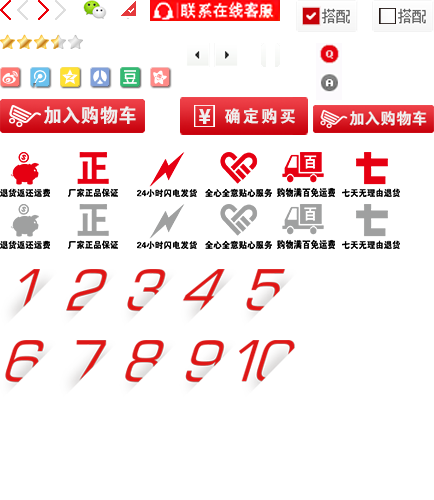 联系在线客服
搭配
搭配
Q
A
豆
加入购物车
¥ 确定购买
加入购物车
$ 正 百 七
退货返还运费 厂家正品保证 24小时闪电发货 全心全意贴心服务 购物满百免运费 七天无理由退货
$ 正 百 七
退货返还运费 厂家正品保证 24小时闪电发货 全心全意贴心服务 购物满百免运费 七天无理由退货
1 2 3 4 5
6 7 8 9 10